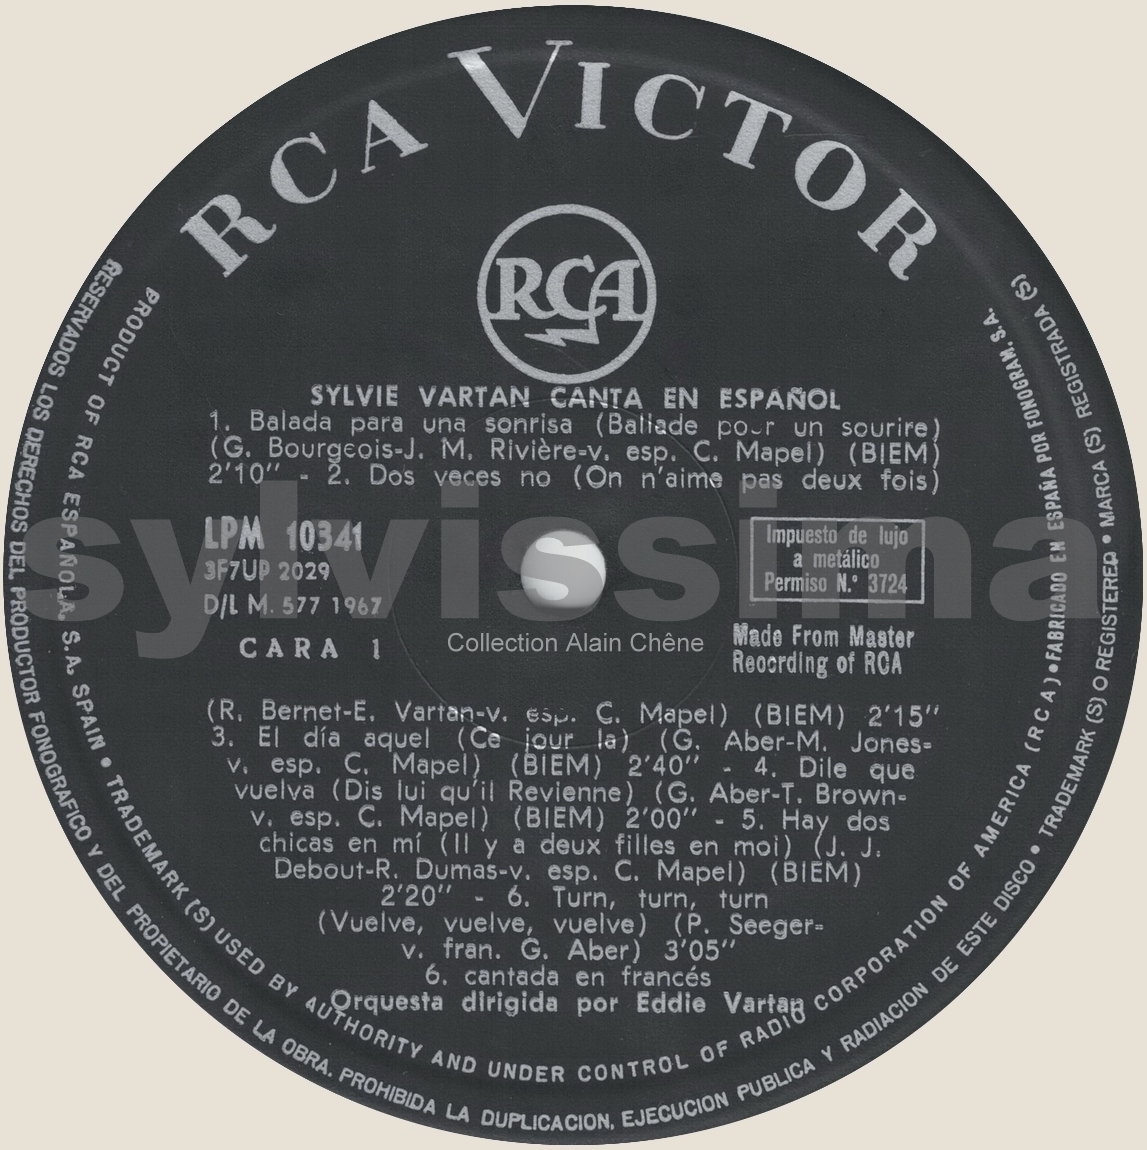 RCA VICTOR
RCA
SYLVIE VARTAN CANTA EN ESPAÑOL
1. Balada para una sonrisa (Ballade pour un sourire)
(G. Bourgeois-J. M. Rivière-v. esp. C. Mapel) (BIEM)
2'10'' - 2. Dos veces no (On n'aime pas deux fois)
LPM 10341
3F7UP 2029
D/L M. 577 1967
CARA 1
Impuesto de lujo
a metálico
Permiso N.° 3724
Made From Master
Recording of RCA
sylvissima
Collection Alain Chêne
(R. Bernet-E. Vartan-v. esp. C. Mapel) (BIEM) 2'15''
3. El día aquel (Ce jour la) (G. Aber-M. Jones-
v. esp. C. Mapel) (BIEM) 2'40'' - 4. Dile que
vuelva (Dis lui qu'il Revienne) (G. Aber-T. Brown-
v. esp. C. Mapel) (BIEM) 2'00'' - 5. Hay dos
chicas en mí (Il y a deux filles en moi) (J. J.
Debout-R. Dumas-v. esp. C. Mapel) (BIEM)
2'20'' - 6. Turn, turn, turn
(Vuelve, vuelve, vuelve) (P. Seeger-
v. fran. G. Aber) 3'05''
6. cantada en francés
Orquesta dirigida por Eddie Vartan
PRODUCT OF RCA ESPAÑOLA, S.A. SPAIN • TRADEMARK (S) USED BY AUTHORITY AND UNDER CONTROL OF RADIO CORPORATION OF AMERICA (RCA) • FABRICADO EN ESPAÑA POR FONOGRAM, S.A.
RESERVADOS LOS DERECHOS DEL PRODUCTOR FONOGRAFICO Y DEL PROPIETARIO DE LA OBRA. PROHIBIDA LA DUPLICACION, EJECUCION PUBLICA Y RADIACION DE ESTE DISCO • TRADEMARK (S) O REGISTERED • MARCA (S) REGISTRADA (S)